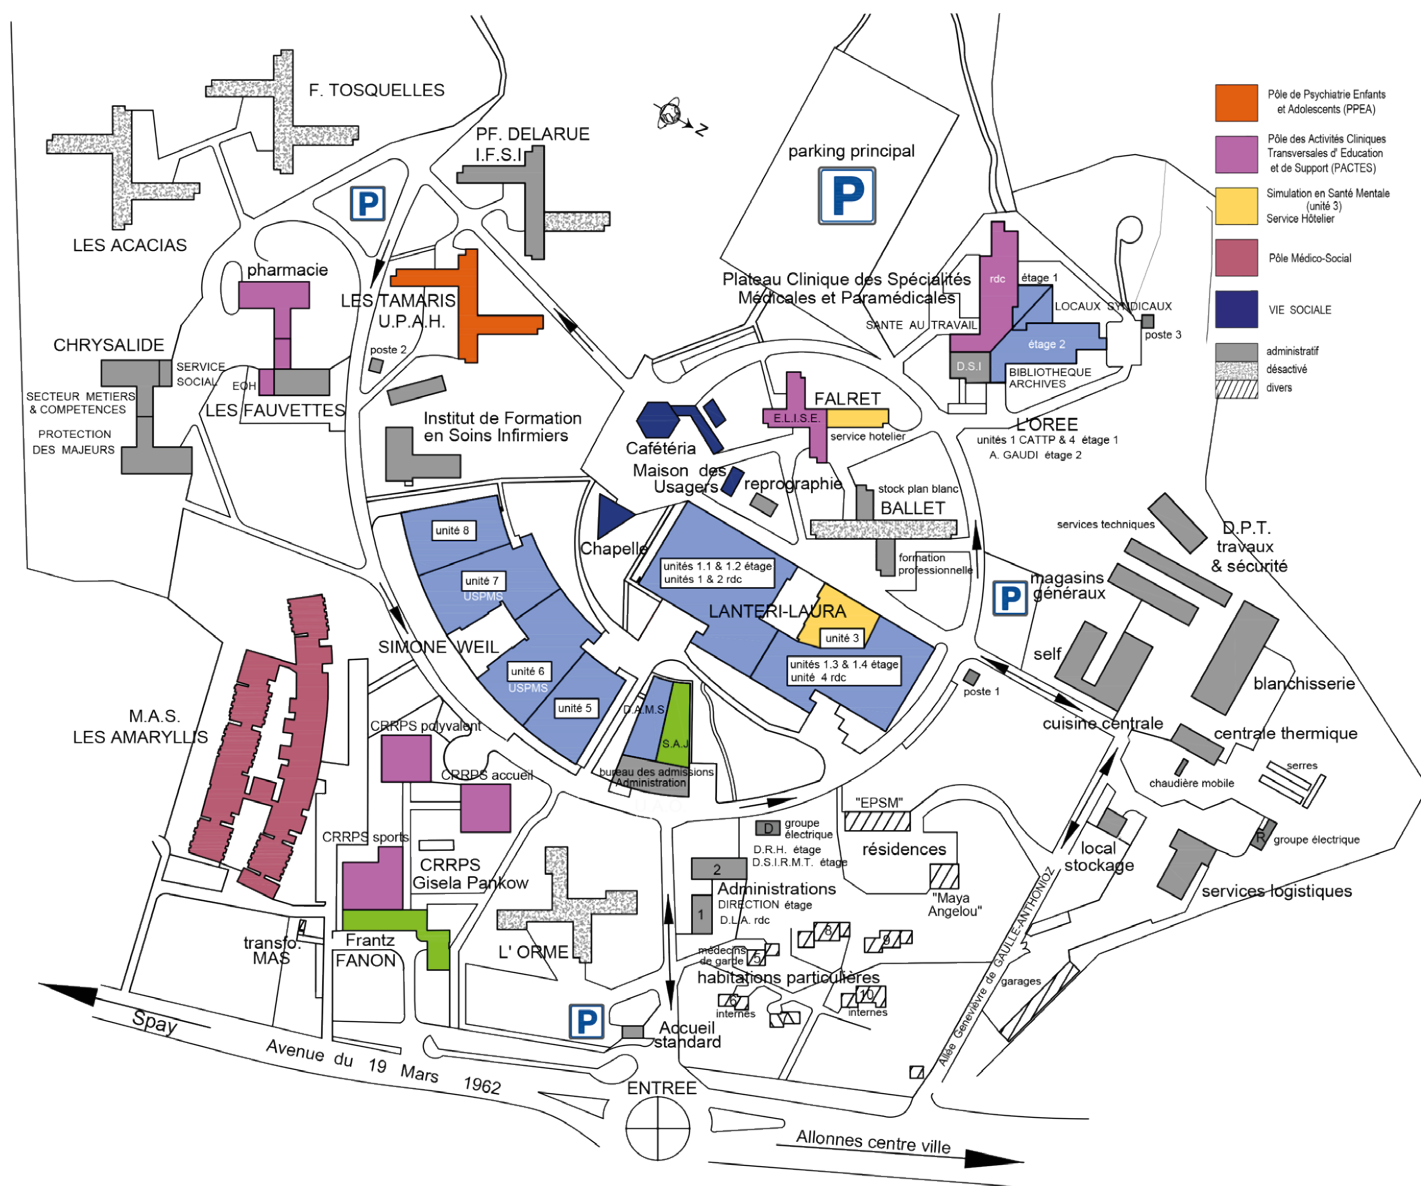 F. TOSQUELLES
LES ACACIAS
PF. DELARUE
I.F.S.I
P
N
parking principal
P
Pôle de Psychiatrie Enfants
et Adolescents (PPEA)
Pôle des Activités Cliniques
Transversales d' Education
et de Support (PACTES)
Simulation en Santé Mentale
(unité 3)
Service Hôtelier
Pôle Médico-Social
VIE SOCIALE
administratif
désactivé
divers
pharmacie
LES TAMARIS
U.P.A.H.
poste 2
CHRYSALIDE
SERVICE
SOCIAL
SECTEUR METIERS
& COMPETENCES
PROTECTION
DES MAJEURS
EOH
LES FAUVETTES
Institut de Formation
en Soins Infirmiers
Plateau Clinique des Spécialités
Médicales et Paramédicales
SANTE AU TRAVAIL
rdc
étage 1
LOCAUX SYNDICAUX
étage 2
poste 3
D.S.I
BIBLIOTHEQUE
ARCHIVES
L'OREE
unités 1 CATTP & 4 étage 1
A. GAUDI étage 2
FALRET
E.L.I.S.E.
service hotelier
Cafétéria
Maison des
Usagers
reprographie
stock plan blanc
BALLET
formation
professionnelle
Chapelle
unité 8
unité 7
USPMS
SIMONE WEIL
unité 6
USPMS
unité 5
unités 1.1 & 1.2 étage
unités 1 & 2 rdc
LANTERI-LAURA
unité 3
unités 1.3 & 1.4 étage
unité 4 rdc
D.A.M.S.
S.A.J
bureau des admissions
Administration
P
services techniques
D.P.T.
travaux
& sécurité
magasins
généraux
self
poste 1
blanchisserie
cuisine centrale
centrale thermique
chaudière mobile
serres
groupe électrique
R
local
stockage
services logistiques
M.A.S.
LES AMARYLLIS
CRRPS polyvalent
CRRPS accueil
CRRPS sports
CRRPS
Gisela Pankow
Frantz
FANON
transfo.
MAS
L' ORME
D
groupe
électrique
D.R.H. étage
D.S.I.R.M.T. étage
2
Administrations
1
DIRECTION étage
D.L.A. rdc
"EPSM"
résidences
"Maya
Angelou"
médecins
de garde
5
8
9
habitations particulières
6
internes
7
10
internes
garages
Allée Geneviève de GAULLE-ANTHONIOZ
P
Accueil
standard
Spay
Avenue du 19 Mars 1962
ENTREE
Allonnes centre ville